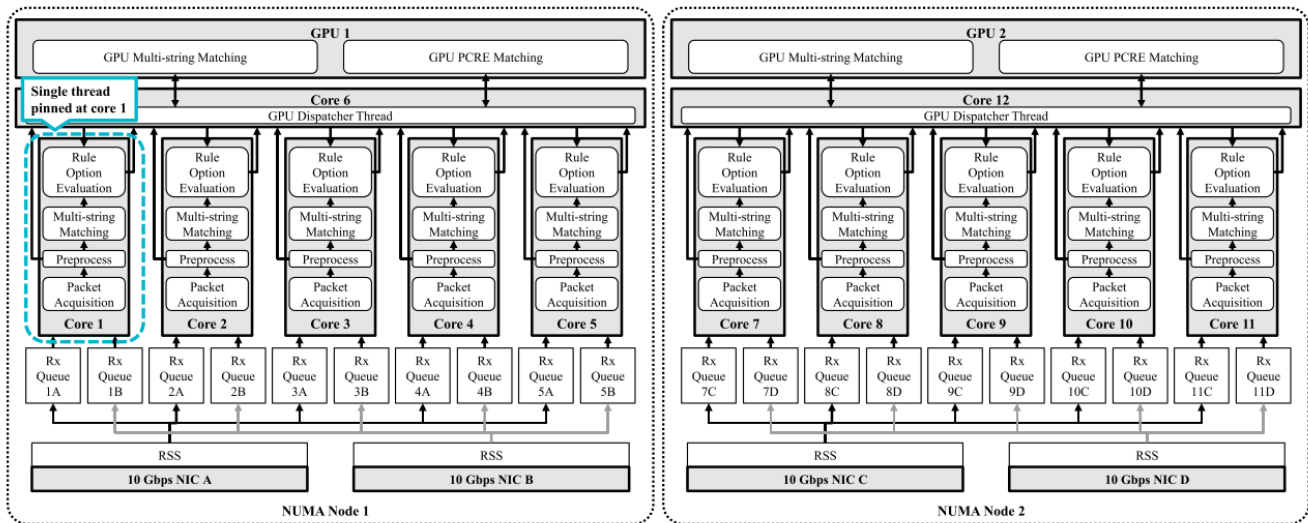 GPU 1
GPU Multi-string Matching
GPU PCRE Matching
Single thread
pinned at core 1
Core 6
GPU Dispatcher Thread
Rule
Option
Evaluation
Multi-string
Matching
Preprocess
Packet
Acquisition
Core 1
Rule
Option
Evaluation
Multi-string
Matching
Preprocess
Packet
Acquisition
Core 2
Rule
Option
Evaluation
Multi-string
Matching
Preprocess
Packet
Acquisition
Core 3
Rule
Option
Evaluation
Multi-string
Matching
Preprocess
Packet
Acquisition
Core 4
Rule
Option
Evaluation
Multi-string
Matching
Preprocess
Packet
Acquisition
Core 5
Rx
Queue
1A
Rx
Queue
1B
Rx
Queue
2A
Rx
Queue
2B
Rx
Queue
3A
Rx
Queue
3B
Rx
Queue
4A
Rx
Queue
4B
Rx
Queue
5A
Rx
Queue
5B
RSS
10 Gbps NIC A
RSS
10 Gbps NIC B
NUMA Node 1
GPU 2
GPU Multi-string Matching
GPU PCRE Matching
Core 12
GPU Dispatcher Thread
Rule
Option
Evaluation
Multi-string
Matching
Preprocess
Packet
Acquisition
Core 7
Rule
Option
Evaluation
Multi-string
Matching
Preprocess
Packet
Acquisition
Core 8
Rule
Option
Evaluation
Multi-string
Matching
Preprocess
Packet
Acquisition
Core 9
Rule
Option
Evaluation
Multi-string
Matching
Preprocess
Packet
Acquisition
Core 10
Rule
Option
Evaluation
Multi-string
Matching
Preprocess
Packet
Acquisition
Core 11
Rx
Queue
7C
Rx
Queue
7D
Rx
Queue
8C
Rx
Queue
8D
Rx
Queue
9C
Rx
Queue
9D
Rx
Queue
10C
Rx
Queue
10D
Rx
Queue
11C
Rx
Queue
11D
RSS
10 Gbps NIC C
RSS
10 Gbps NIC D
NUMA Node 2